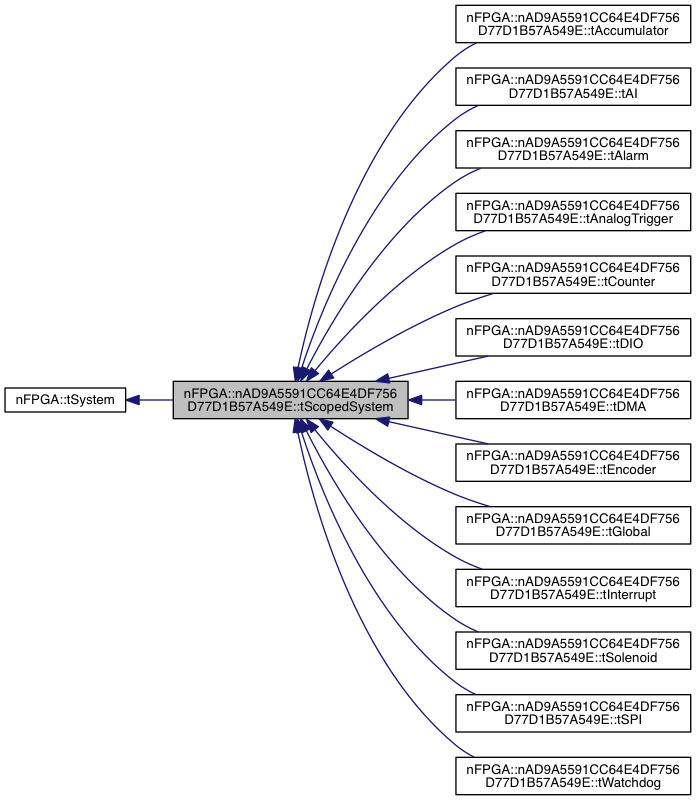 nFPGA::tSystem
nFPGA::nAD9A5591CC64E4DF756
D77D1B57A549E::tScopedSystem
nFPGA::nAD9A5591CC64E4DF756
D77D1B57A549E::tAccumulator
nFPGA::nAD9A5591CC64E4DF756
D77D1B57A549E::tAI
nFPGA::nAD9A5591CC64E4DF756
D77D1B57A549E::tAlarm
nFPGA::nAD9A5591CC64E4DF756
D77D1B57A549E::tAnalogTrigger
nFPGA::nAD9A5591CC64E4DF756
D77D1B57A549E::tCounter
nFPGA::nAD9A5591CC64E4DF756
D77D1B57A549E::tDIO
nFPGA::nAD9A5591CC64E4DF756
D77D1B57A549E::tDMA
nFPGA::nAD9A5591CC64E4DF756
D77D1B57A549E::tEncoder
nFPGA::nAD9A5591CC64E4DF756
D77D1B57A549E::tGlobal
nFPGA::nAD9A5591CC64E4DF756
D77D1B57A549E::tInterrupt
nFPGA::nAD9A5591CC64E4DF756
D77D1B57A549E::tSolenoid
nFPGA::nAD9A5591CC64E4DF756
D77D1B57A549E::tSPI
nFPGA::nAD9A5591CC64E4DF756
D77D1B57A549E::tWatchdog